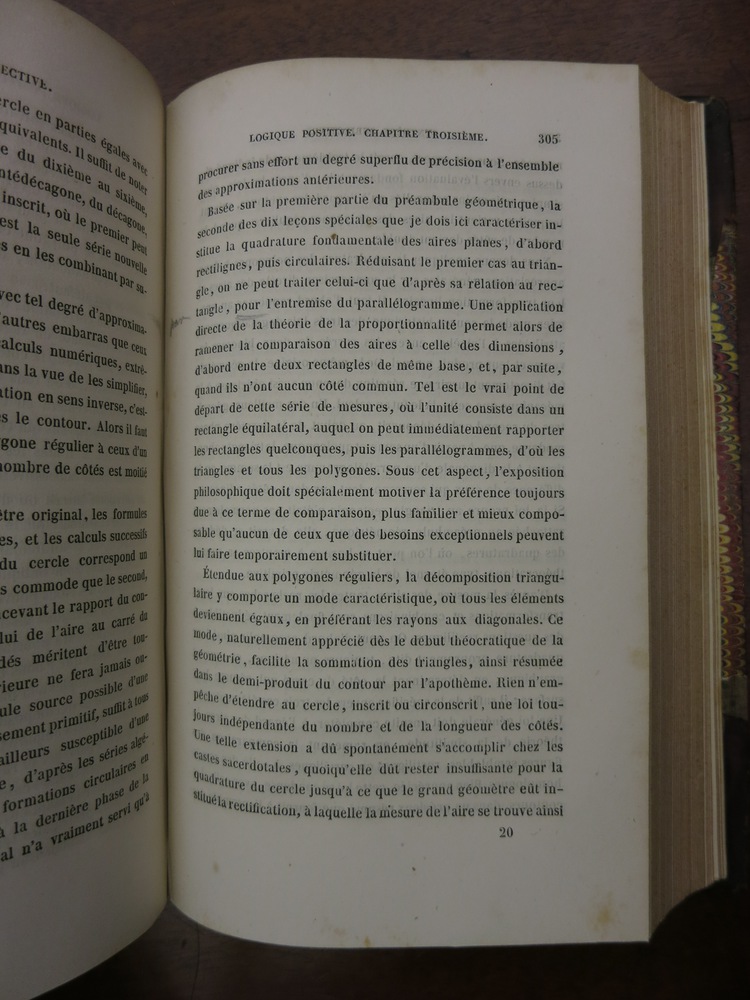 ECTIVE.
ercle en parties égales avec
quivalents. Il suffit de noter
e du dixième au sixième,
ntédécagone, du décagone,
inscrit, où le premier peut
est la seule série nouvelle
s en les combinant par su-
vec tel degré d'approxima-
'autres embarras que ceux
calculs numériques, extrê-
ans la vue de les simplifier,
ation en sens inverse, c'est-
s le contour. Alors il faut
ygone régulier à ceux d'un
nombre de côtés est moitié
être original, les formules
es, et les calculs successifs
du cercle correspond un
s commode que le second,
cevant le rapport du con-
lui de l'aire au carré du
dés méritent d'être tou-
rieure ne fera jamais ou-
ule source possible d'une
sement primitif, suffit à tous
ailleurs susceptible d'une
e, d'après les séries algé-
formations circulaires en
à la dernière phase de la
al n'a vraiment servi qu'à
LOGIQUE POSITIVE. CHAPITRE TROISIÈME. 305
procurer sans effort un degré superflu de précision à l'ensemble
des approximations antérieures.
Basée sur la première partie du préambule géométrique, la
seconde des dix leçons spéciales que je dois ici caractériser in-
stitue la quadrature fondamentale des aires planes, d'abord
rectilignes, puis circulaires. Réduisant le premier cas au trian-
gle, on ne peut traiter celui-ci que d'après sa rélation au rec-
tangle, pour l'entremise du parallélogramme. Une application
directe de la théorie de la proportionnalité permet alors de
ramener la comparaison des aires à celle des dimensions,
d'abord entre deux rectangles de même base, et, par suite,
quand ils n'ont aucun côté commun. Tel est le vrai point de
départ de cette série de mesures, où l'unité consiste dans un
rectangle équilatéral, auquel on peut immédiatement rapporter
les rectangles quelconques, puis les parallélogrammes, d'où les
triangles et tous les polygones. Sous cet aspect, l'exposition
philosophique doit spécialement motiver la préférence toujours
due à ce terme de comparaison, plus familier et mieux compo-
sable qu'aucun de ceux que des besoins exceptionnels peuvent
lui faire temporairement substituer.
Étendue aux polygones réguliers, la décomposition triangu-
laire y comporte un mode caractéristique, où tous les éléments
deviennent égaux, en préférant les rayons aux diagonales. Ce
mode, naturellement apprécié dès le début théocratique de la
géométrie, facilite la sommation des triangles, ainsi résumée
dans le demi-produit du contour par l'apothème. Rien n'em-
pêche d'étendre au cercle, inscrit ou circonscrit, une loi tou-
jours indépendante du nombre et de la longueur des côtés.
Une telle extension a dû spontanément s'accomplir chez les
castes sacerdotales, quoiqu'elle dût rester insuffisante pour la
quadrature du cercle jusqu'à ce que le grand géomètre eût in-
stitué la rectification, à laquelle la mesure de l'aire se trouve ainsi
20